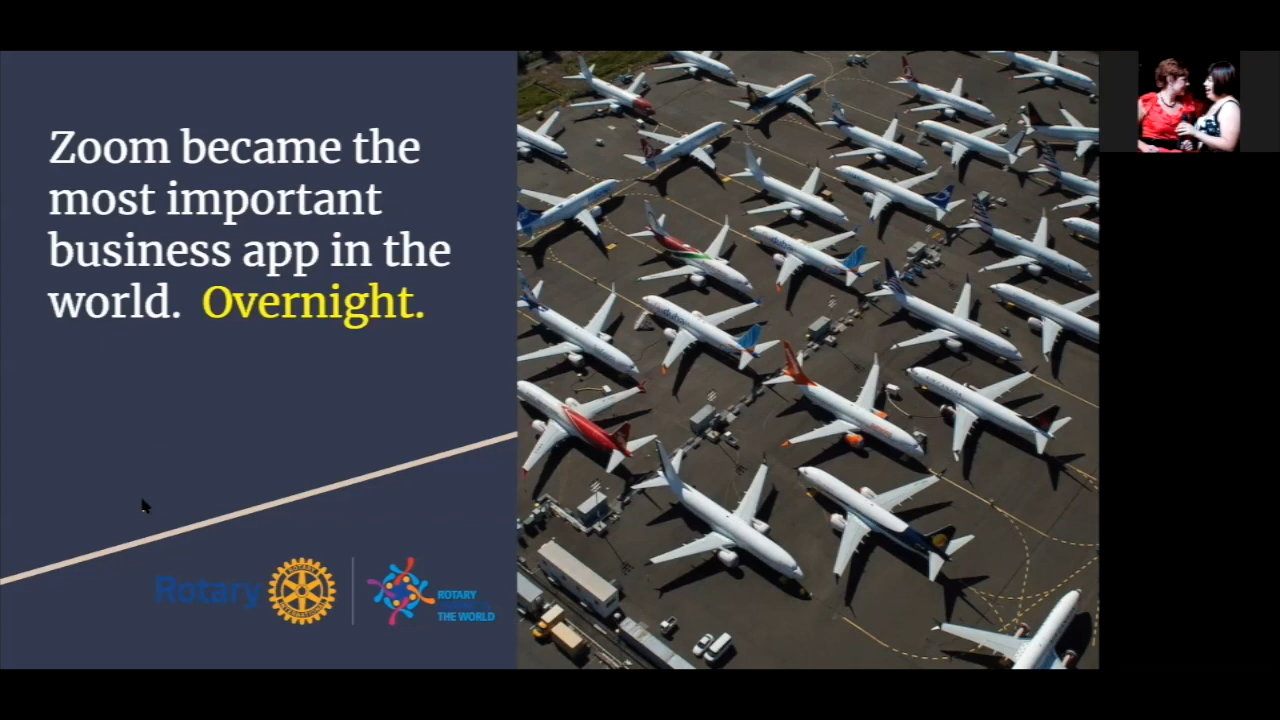 Zoom became the
most important
business app in the
world. Overnight.
Rotary
ROTARY
THE WORLD